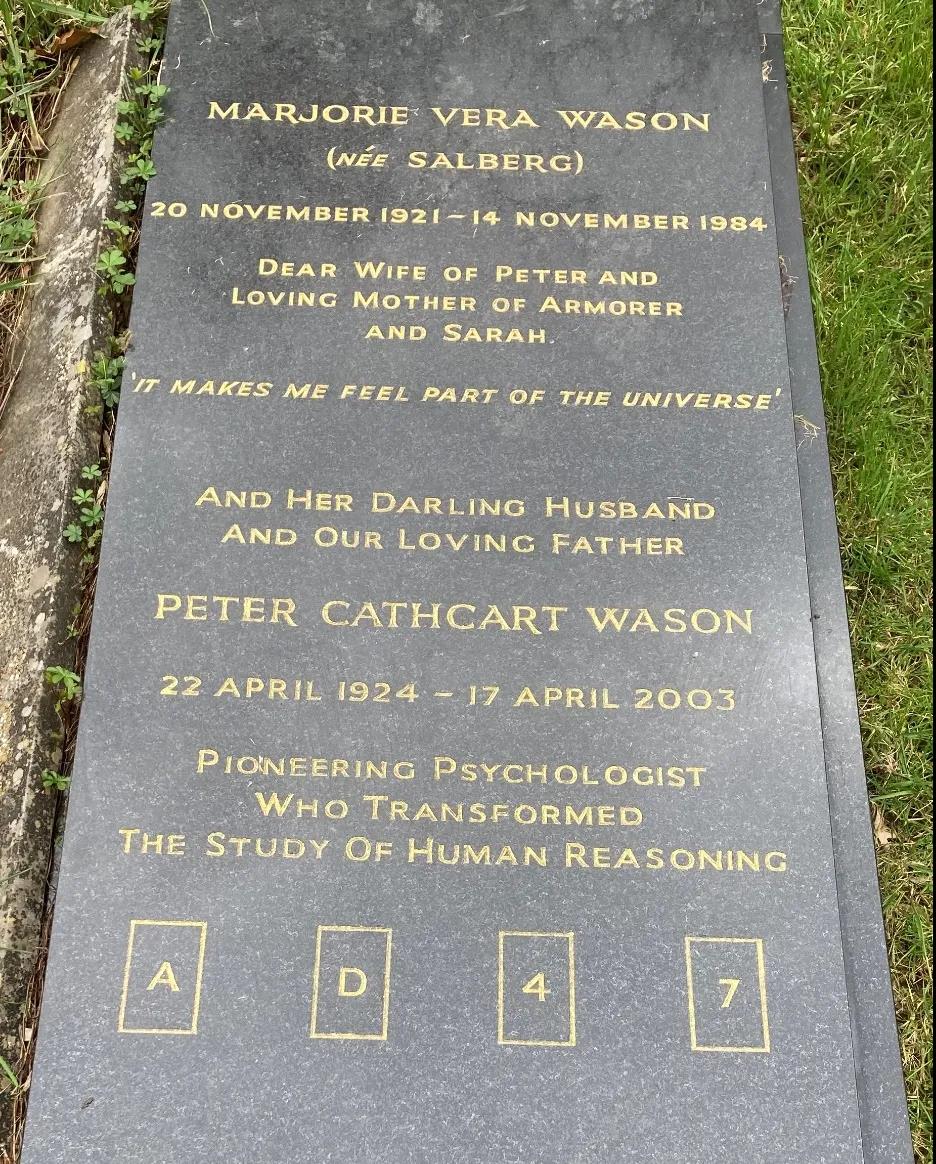 MARJORIE VERA WASON
(NÉE SALBERG)
20 NOVEMBER 1921 – 14 NOVEMBER 1984
DEAR WIFE OF PETER AND
LOVING MOTHER OF ARMORER
AND SARAH.
'IT MAKES ME FEEL PART OF THE UNIVERSE'
AND HER DARLING HUSBAND
AND OUR LOVING FATHER
PETER CATHCART WASON
22 APRIL 1924 – 17 APRIL 2003
PIONEERING PSYCHOLOGIST
WHO TRANSFORMED
THE STUDY OF HUMAN REASONING
A D 4 7